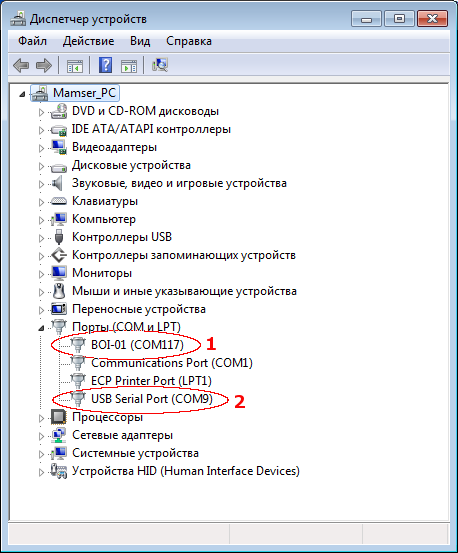 Диспетчер устройств
Файл Действие Вид Справка
Mamser_PC
DVD и CD-ROM дисководы
IDE ATA/ATAPI контроллеры
Видеоадаптеры
Дисковые устройства
Звуковые, видео и игровые устройства
Клавиатуры
Компьютер
Контроллеры USB
Контроллеры запоминающих устройств
Мониторы
Мыши и иные указывающие устройства
Переносные устройства
Порты (COM и LPT)
BOI-01 (COM117) 1
Communications Port (COM1)
ECP Printer Port (LPT1)
USB Serial Port (COM9) 2
Процессоры
Сетевые адаптеры
Системные устройства
Устройства HID (Human Interface Devices)